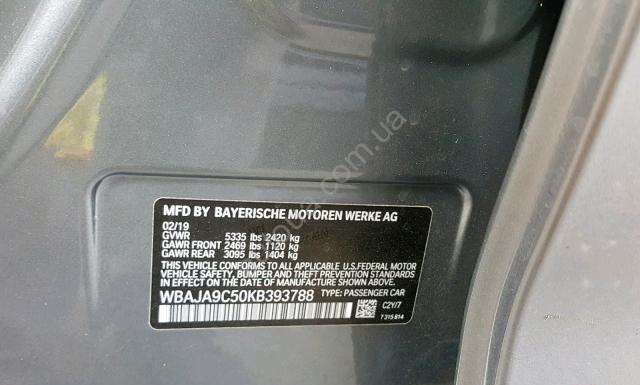 MFD BY BAYERISCHE MOTOREN WERKE AG
02/19
GVWR 5335 lbs 2420 kg
GAWR FRONT 2469 lbs 1120 kg
GAWR REAR 3095 lbs 1404 kg
THIS VEHICLE CONFORMS TO ALL APPLICABLE U.S.FEDERAL MOTOR
VEHICLE SAFETY, BUMPER AND THEFT PREVENTION STANDARDS
IN EFFECT ON THE DATE OF MANUFACTURE SHOWN ABOVE.
WBAJA9C50KB393788 TYPE: PASSENGER CAR
C2Y/7
7 315 814